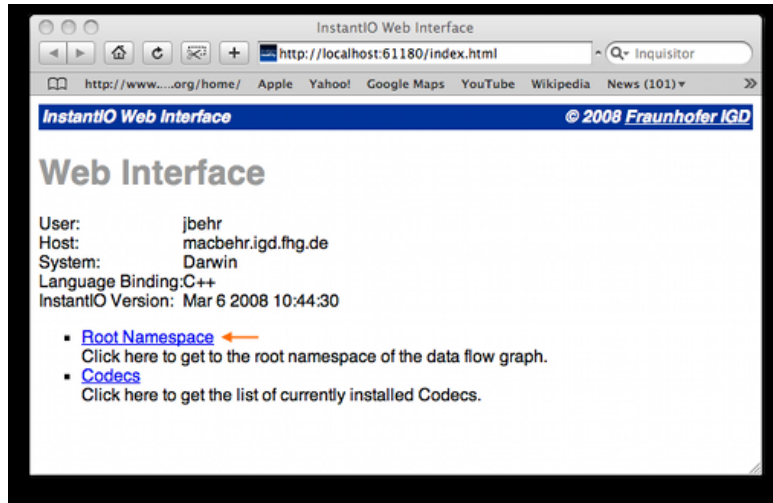 InstantIO Web Interface
http://localhost:61180/index.html
Inquisitor
http://www.....org/home/ Apple Yahoo! Google Maps YouTube Wikipedia News (101)
InstantIO Web Interface © 2008 Fraunhofer IGD
Web Interface
User: jbehr
Host: macbehr.igd.fhg.de
System: Darwin
Language Binding:C++
InstantIO Version: Mar 6 2008 10:44:30
Root Namespace
Click here to get to the root namespace of the data flow graph.
Codecs
Click here to get the list of currently installed Codecs.